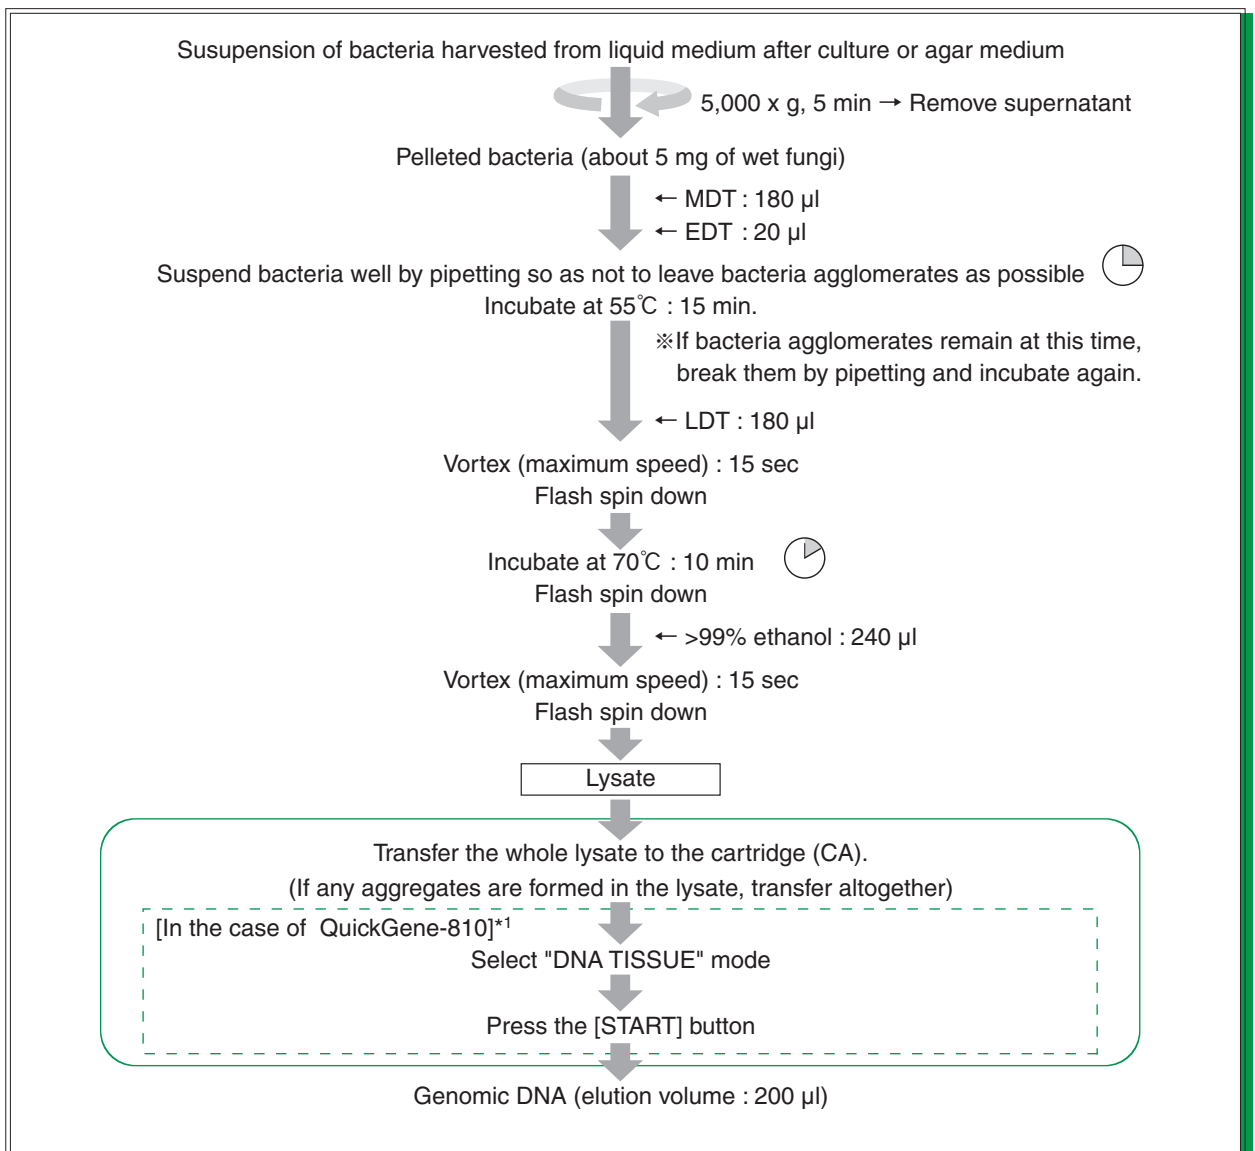 Susupension of bacteria harvested from liquid medium after culture or agar medium
5,000 x g, 5 min → Remove supernatant
Pelleted bacteria (about 5 mg of wet fungi)
← MDT : 180 µl
← EDT : 20 µl
Suspend bacteria well by pipetting so as not to leave bacteria agglomerates as possible
Incubate at 55℃ : 15 min.
※If bacteria agglomerates remain at this time,
break them by pipetting and incubate again.
← LDT : 180 µl
Vortex (maximum speed) : 15 sec
Flash spin down
Incubate at 70℃ : 10 min
Flash spin down
← >99% ethanol : 240 µl
Vortex (maximum speed) : 15 sec
Flash spin down
Lysate
Transfer the whole lysate to the cartridge (CA).
(If any aggregates are formed in the lysate, transfer altogether)
[In the case of QuickGene-810]*1
Select "DNA TISSUE" mode
Press the [START] button
Genomic DNA (elution volume : 200 µl)